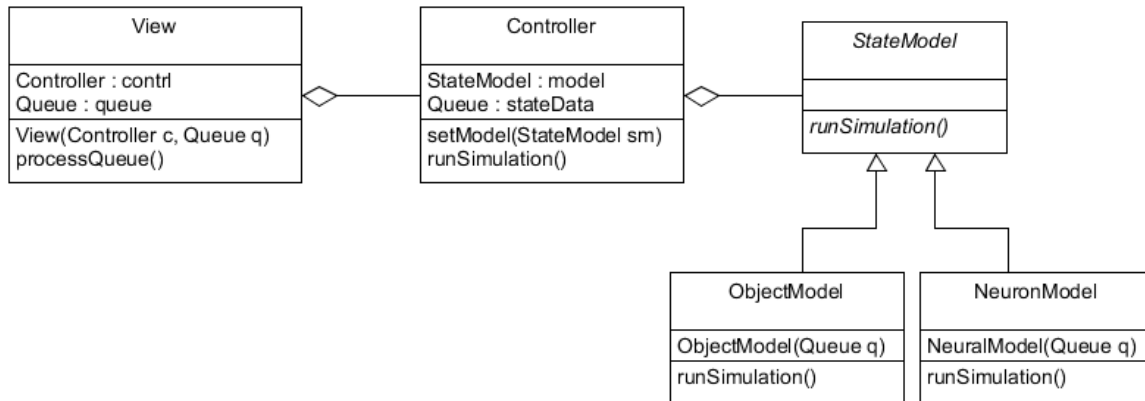 View
Controller : contrl
Queue : queue
View(Controller c, Queue q)
processQueue()
Controller
StateModel : model
Queue : stateData
setModel(StateModel sm)
runSimulation()
StateModel
runSimulation()
ObjectModel
ObjectModel(Queue q)
runSimulation()
NeuronModel
NeuralModel(Queue q)
runSimulation()